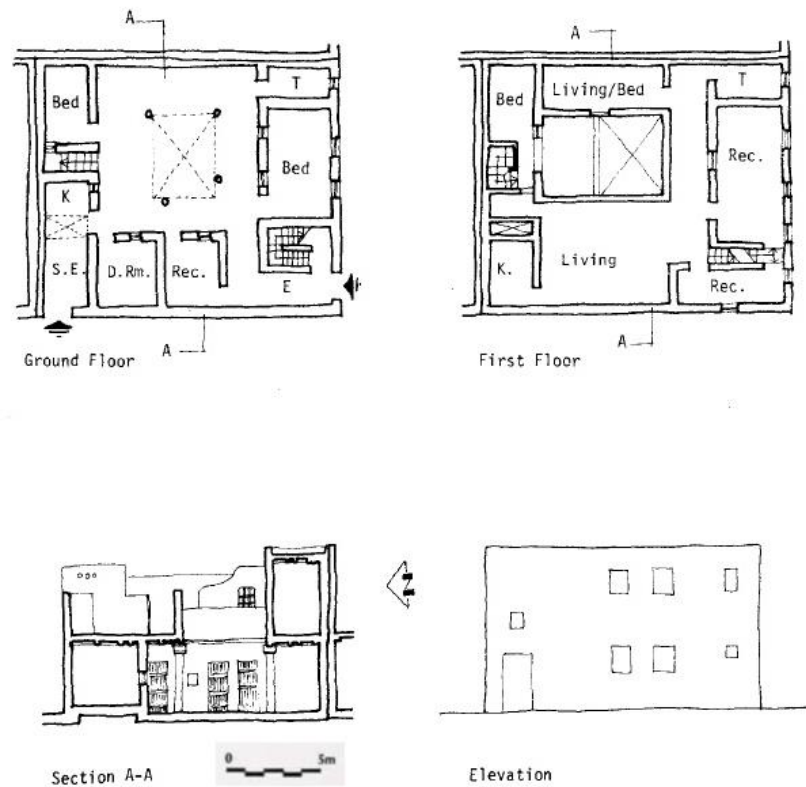 A
Bed
T
Bed
K
S.E.
D.Rm.
Rec.
E
A
Ground Floor
A
Bed
Living/Bed
T
Rec.
K.
Living
Rec.
A
First Floor
N
Section A-A
0 5m
Elevation